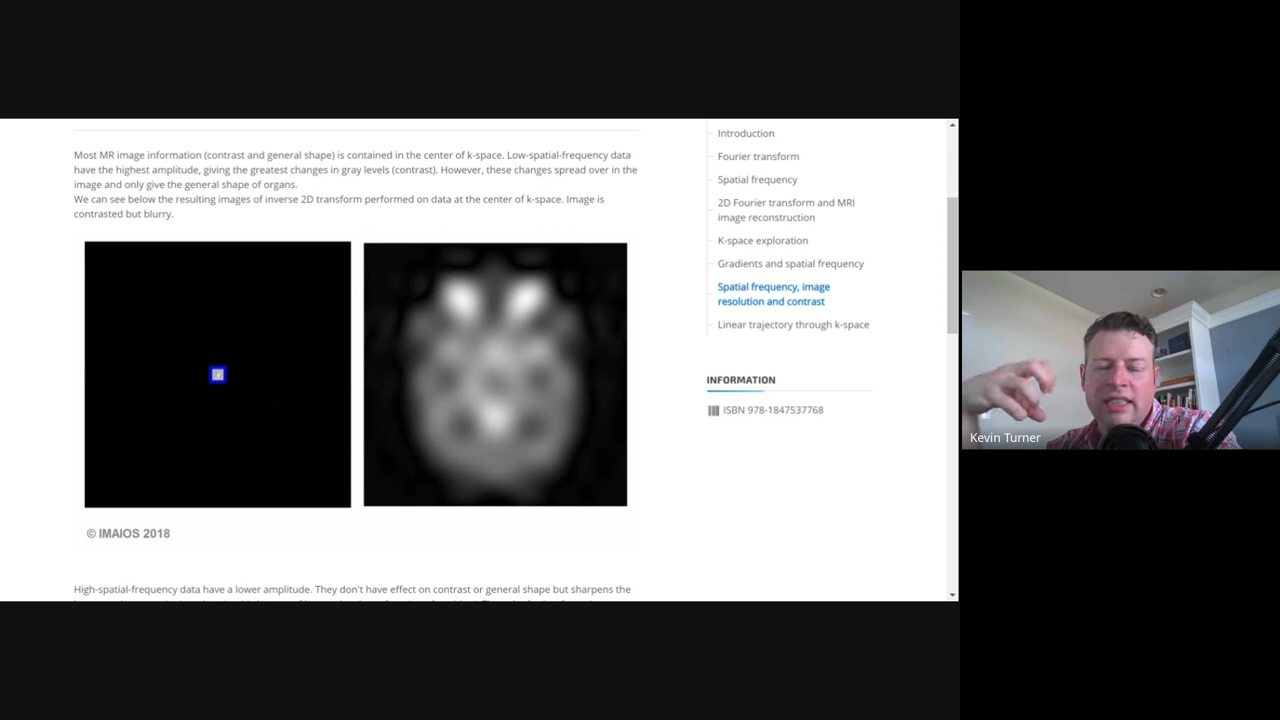 Most MR image information (contrast and general shape) is contained in the center of k-space. Low-spatial-frequency data
have the highest amplitude, giving the greatest changes in gray levels (contrast). However, these changes spread over in the
image and only give the general shape of organs.
We can see below the resulting images of inverse 2D transform performed on data at the center of k-space. Image is
contrasted but blurry.
© IMAIOS 2018
High-spatial-frequency data have a lower amplitude. They don't have effect on contrast or general shape but sharpens the
Introduction
Fourier transform
Spatial frequency
2D Fourier transform and MRI
image reconstruction
K-space exploration
Gradients and spatial frequency
Spatial frequency, image
resolution and contrast
Linear trajectory through k-space
INFORMATION
ISBN 978-1847537768
Kevin Turner